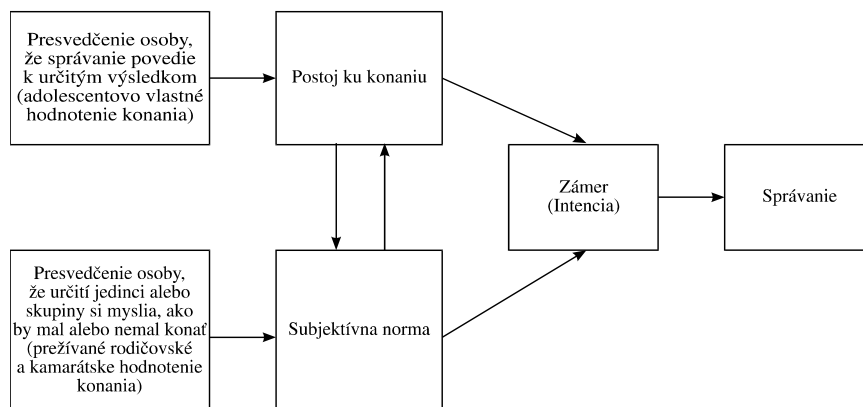 Presvedčenie osoby,
že správanie povedie
k určitým výsledkom
(adolescentovo vlastné
hodnotenie konania)
Postoj ku konaniu
Zámer
(Intencia)
Správanie
Presvedčenie osoby,
že určití jedinci alebo
skupiny si myslia, ako
by mal alebo nemal konať
(prežívané rodičovské
a kamarátske hodnotenie
konania)
Subjektívna norma